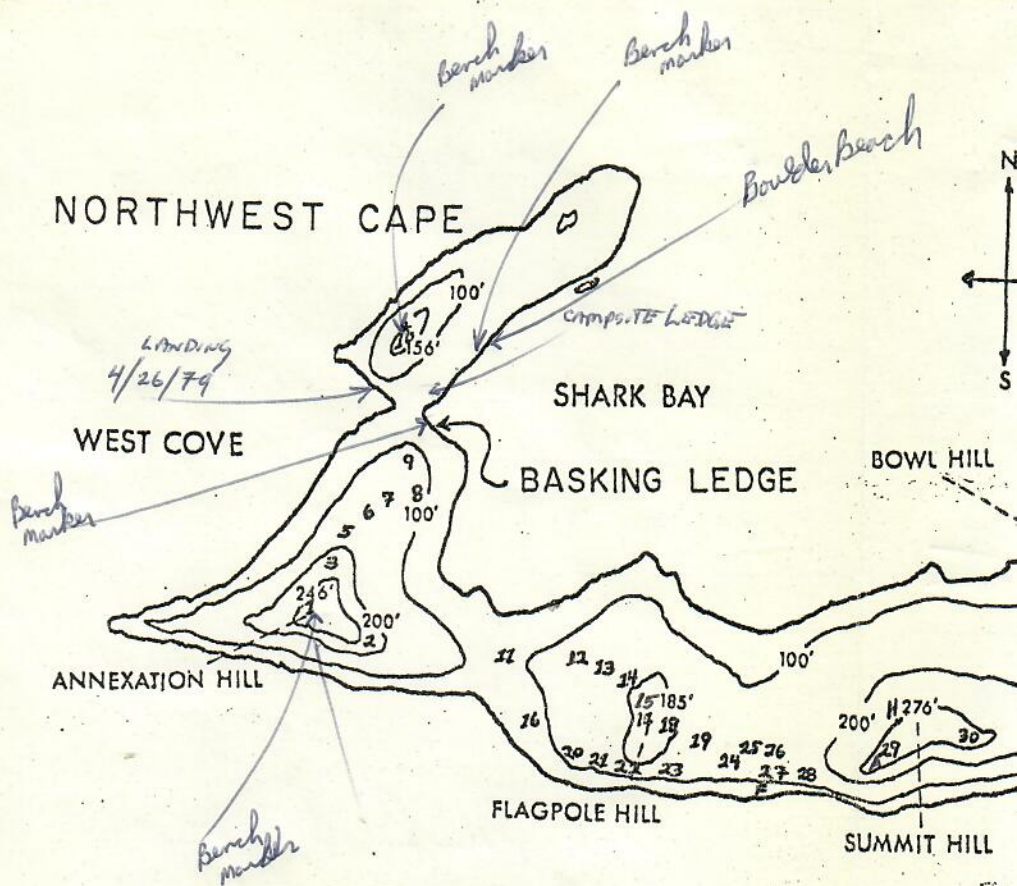 Bench
marker
Bench
marker
Boulder Beach
N
NORTHWEST CAPE
100'
156'
CAMPSITE LEDGE
LANDING
4/26/79
S
SHARK BAY
WEST COVE
BOWL HILL
BASKING LEDGE
9
8
7
6
5
100'
Bench
marker
3
246'
200'
2
ANNEXATION HILL
11
12
13
14
100'
15 185'
17 18
16
19
20 21 22 23 24 25 26 27 28
200'
H 276'
29
30
FLAGPOLE HILL
SUMMIT HILL
Bench
marker